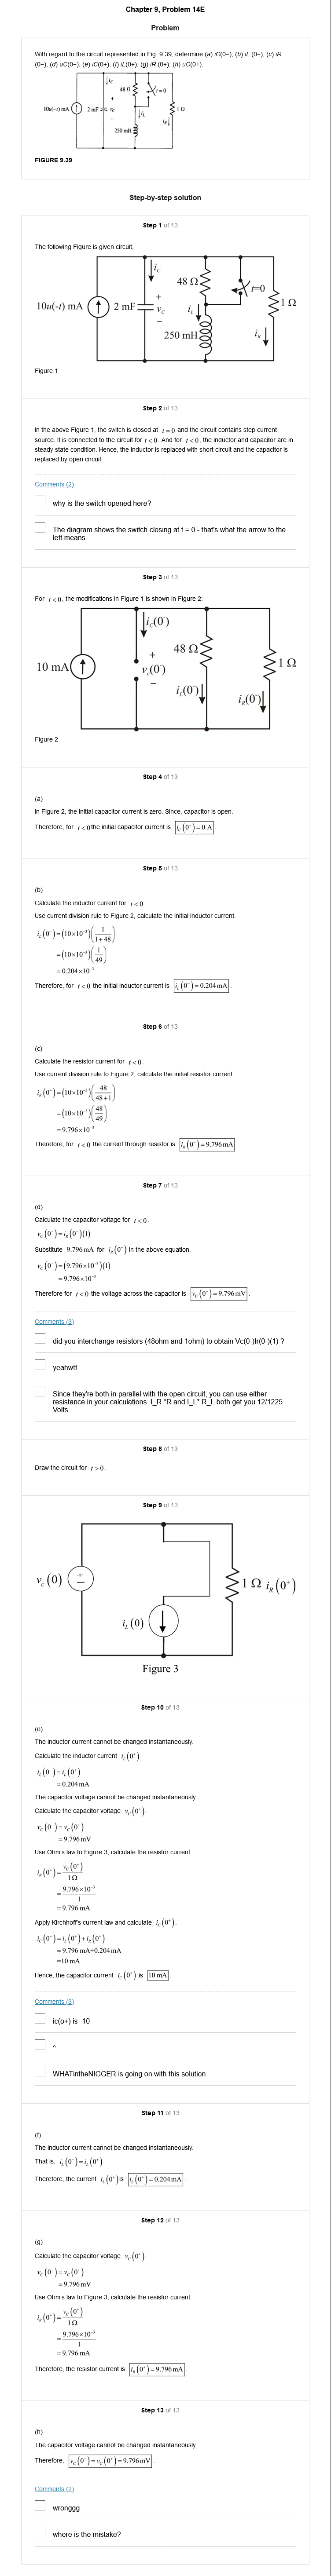 Chapter 9, Problem 14E
Problem
With regard to the circuit represented in Fig. 9.39, determine (a) iC(0−); (b) iL.(0−); (c) iR
(0−); (d) υC(0−); (e) iC(0+); (f) iL(0+); (g) iR (0+); (h) υC(0+).
iC
48 Ω
t = 0
10u(−t) mA
2 mF
+
vC
−
iL
iR
1 Ω
250 mH
FIGURE 9.39
Step-by-step solution
Step 1 of 13
The following Figure is given circuit,
i_C
48 Ω
t=0
10u(-t) mA
2 mF
+
v_C
−
i_L
1 Ω
250 mH
i_R
Figure 1
Step 2 of 13
In the above Figure 1, the switch is closed at t = 0 and the circuit contains step current
source. It is connected to the circuit for t < 0. And for t < 0, the inductor and capacitor are in
steady state condition. Hence, the inductor is replaced with short circuit and the capacitor is
replaced by open circuit.
Comments (2)
why is the switch opened here?
The diagram shows the switch closing at t = 0 - that's what the arrow to the
left means.
Step 3 of 13
For t < 0, the modifications in Figure 1 is shown in Figure 2.
i_C(0⁻)
10 mA
+
v_c(0⁻)
−
48 Ω
1 Ω
i_L(0⁻)
i_R(0⁻)
Figure 2
Step 4 of 13
(a)
In Figure 2, the initial capacitor current is zero. Since, capacitor is open.
Therefore, for t < 0 the initial capacitor current is i_C(0⁻) = 0 A.
Step 5 of 13
(b)
Calculate the inductor current for t < 0.
Use current division rule to Figure 2, calculate the initial inductor current.
i_L(0⁻) = (10×10⁻³)(1/(1+48))
= (10×10⁻³)(1/49)
= 0.204×10⁻³
Therefore, for t < 0 the initial inductor current is i_L(0⁻) = 0.204 mA.
Step 6 of 13
(c)
Calculate the resistor current for t < 0.
Use current division rule to Figure 2, calculate the initial resistor current.
i_R(0⁻) = (10×10⁻³)(48/(48+1))
= (10×10⁻³)(48/49)
= 9.796×10⁻³
Therefore, for t < 0 the current through resistor is i_R(0⁻) = 9.796 mA.
Step 7 of 13
(d)
Calculate the capacitor voltage for t < 0.
v_C(0⁻) = i_R(0⁻)(1)
Substitute 9.796 mA for i_R(0⁻) in the above equation.
v_C(0⁻) = (9.796×10⁻³)(1)
= 9.796×10⁻³
Therefore for t < 0 the voltage across the capacitor is v_C(0⁻) = 9.796 mV.
Comments (3)
did you interchange resistors (48ohm and 1ohm) to obtain Vc(0-)Ir(0-)(1) ?
yeahwtf
Since they're both in parallel with the open circuit, you can use either
resistance in your calculations. I_R *R and I_L* R_L both get you 12/1225
Volts
Step 8 of 13
Draw the circuit for t > 0.
Step 9 of 13
v_c(0)
+
−
i_L(0)
1 Ω i_R(0⁺)
Figure 3
Step 10 of 13
(e)
The inductor current cannot be changed instantaneously.
Calculate the inductor current i_L(0⁺)
i_L(0⁻) = i_L(0⁺)
= 0.204 mA
The capacitor voltage cannot be changed instantaneously.
Calculate the capacitor voltage v_C(0⁺).
v_C(0⁻) = v_C(0⁺)
= 9.796 mV
Use Ohm's law to Figure 3, calculate the resistor current.
i_R(0⁺) = v_C(0⁺)/1 Ω
= 9.796×10⁻³/1
= 9.796 mA
Apply Kirchhoff's current law and calculate i_C(0⁺).
i_C(0⁺) = i_L(0⁺) + i_R(0⁺)
= 9.796 mA+0.204 mA
=10 mA
Hence, the capacitor current i_C(0⁺) is 10 mA.
Comments (3)
ic(o+) is -10
^
WHATintheNIGGER is going on with this solution
Step 11 of 13
(f)
The inductor current cannot be changed instantaneously.
That is, i_L(0⁻) = i_L(0⁺)
Therefore, the current i_L(0⁺) is i_L(0⁺) = 0.204 mA.
Step 12 of 13
(g)
Calculate the capacitor voltage v_C(0⁺).
v_C(0⁻) = v_C(0⁺)
= 9.796 mV
Use Ohm's law to Figure 3, calculate the resistor current.
i_R(0⁺) = v_C(0⁺)/1 Ω
= 9.796×10⁻³/1
= 9.796 mA
Therefore, the resistor current is i_R(0⁺) = 9.796 mA.
Step 13 of 13
(h)
The capacitor voltage cannot be changed instantaneously.
Therefore, v_C(0⁻) = v_C(0⁺) = 9.796 mV.
Comments (2)
wronggg
where is the mistake?